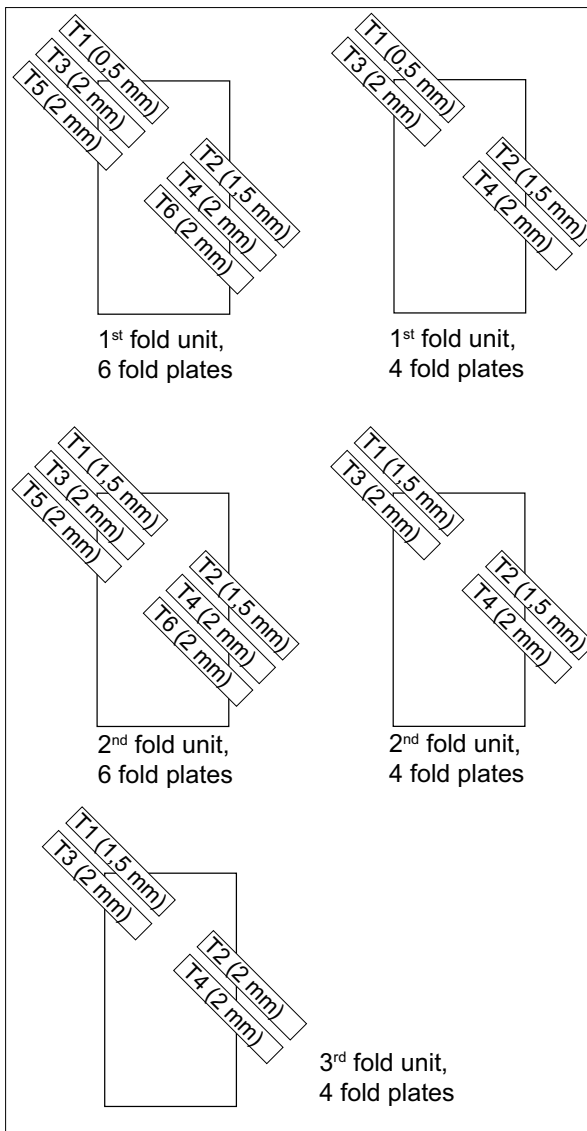 T1 (0,5 mm)
T3 (2 mm)
T5 (2 mm)
T2 (1,5 mm)
T4 (2 mm)
T6 (2 mm)
1st fold unit,
6 fold plates
T1 (0,5 mm)
T3 (2 mm)
T2 (1,5 mm)
T4 (2 mm)
1st fold unit,
4 fold plates
T1 (1,5 mm)
T3 (2 mm)
T5 (2 mm)
T2 (1,5 mm)
T4 (2 mm)
T6 (2 mm)
2nd fold unit,
6 fold plates
T1 (1,5 mm)
T3 (2 mm)
T2 (1,5 mm)
T4 (2 mm)
2nd fold unit,
4 fold plates
T1 (1,5 mm)
T3 (2 mm)
T2 (2 mm)
T4 (2 mm)
3rd fold unit,
4 fold plates